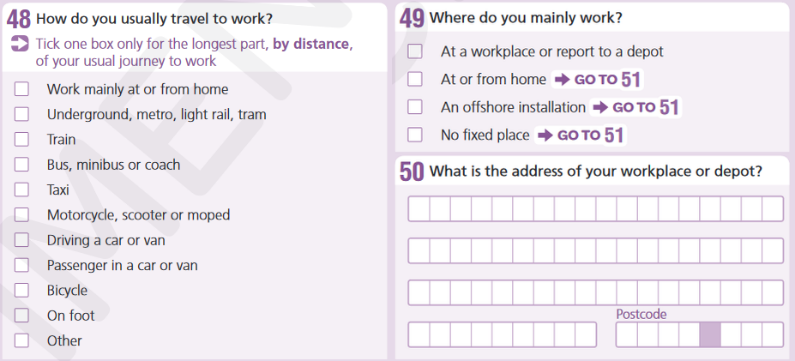 48 How do you usually travel to work?
Tick one box only for the longest part, by distance,
of your usual journey to work
Work mainly at or from home
Underground, metro, light rail, tram
Train
Bus, minibus or coach
Taxi
Motorcycle, scooter or moped
Driving a car or van
Passenger in a car or van
Bicycle
On foot
Other
49 Where do you mainly work?
At a workplace or report to a depot
At or from home GO TO 51
An offshore installation GO TO 51
No fixed place GO TO 51
50 What is the address of your workplace or depot?
Postcode